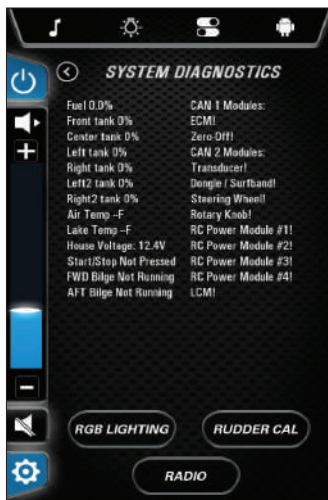 SYSTEM DIAGNOSTICS
Fuel 0.0%
Front tank 0%
Center tank 0%
Left tank 0%
Right tank 0%
Left2 tank 0%
Right2 tank 0%
Air Temp --F
Lake Temp --F
House Voltage: 12.4V
Start/Stop Not Pressed
FWD Bilge Not Running
AFT Bilge Not Running
CAN 1 Modules:
ECM!
Zero Off!
CAN 2 Modules:
Transducer!
Dongle / Surfband!
Steering Wheel!
Rotary Knob!
RC Power Module #1!
RC Power Module #2!
RC Power Module #3!
RC Power Module #4!
LCM!
RGB LIGHTING
RUDDER CAL
RADIO